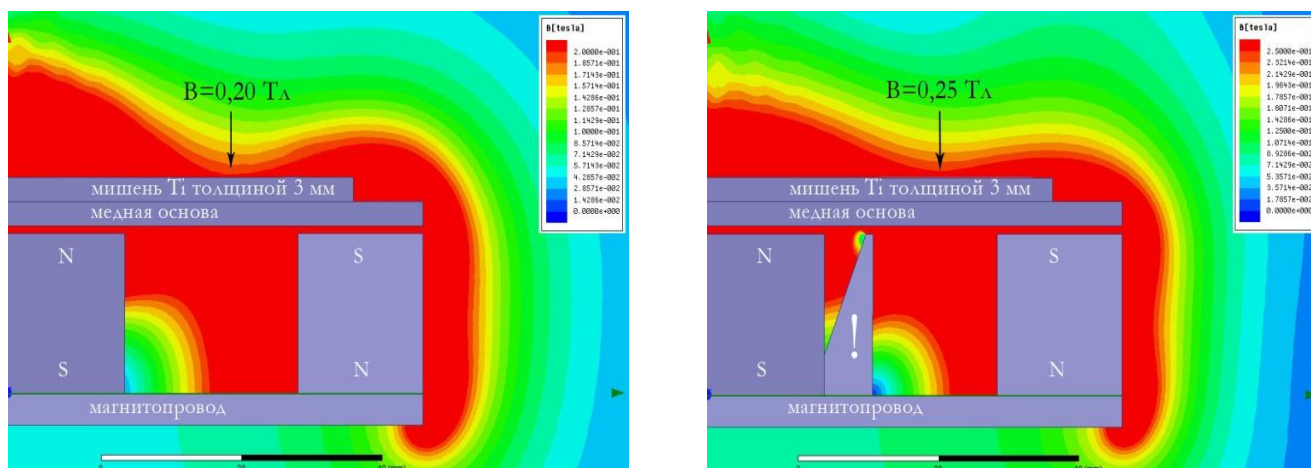 B[tesla]
2.0000e-001
1.8571e-001
1.7143e-001
1.5714e-001
1.4286e-001
1.2857e-001
1.1429e-001
1.0000e-001
8.5714e-002
7.1429e-002
5.7143e-002
4.2857e-002
2.8571e-002
1.4286e-002
0.0000e+000
B=0,20 Тл
мишень Ti толщиной 3 мм
медная основа
N S
S N
магнитопровод
B[tesla]
2.5000e-001
2.3214e-001
2.1429e-001
1.9643e-001
1.7857e-001
1.6071e-001
1.4286e-001
1.2500e-001
1.0714e-001
8.9286e-002
7.1429e-002
5.3571e-002
3.5714e-002
1.7857e-002
0.0000e+000
B=0,25 Тл
мишень Ti толщиной 3 мм
медная основа
N S
!
S N
магнитопровод